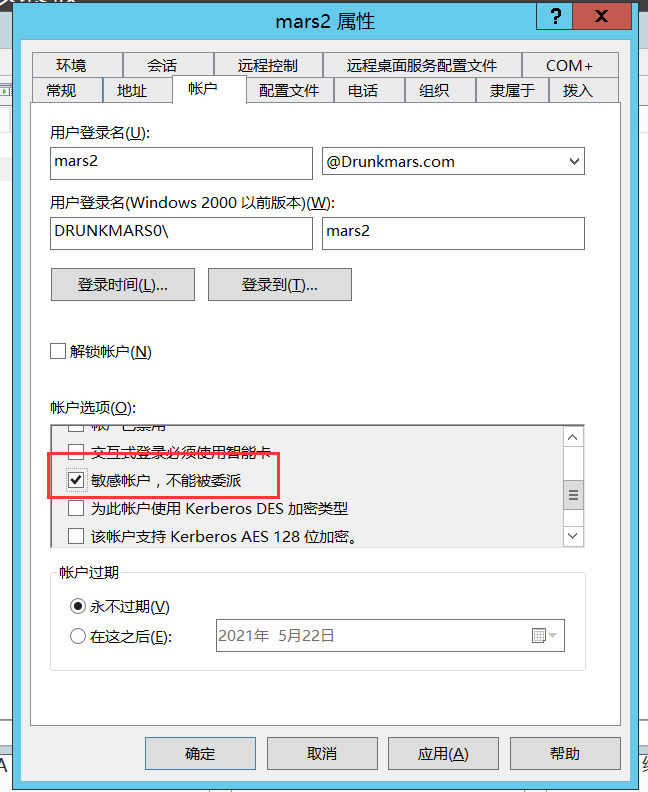 mars2 属性
?
X
环境 会话 远程控制 远程桌面服务配置文件 COM+
常规 地址 帐户 配置文件 电话 组织 隶属于 拨入
用户登录名(U):
mars2 @Drunkmars.com
用户登录名(Windows 2000 以前版本)(W):
DRUNKMARS0\ mars2
登录时间(L)... 登录到(T)...
解锁帐户(N)
帐户选项(O):
帐户已禁用
交互式登录必须使用智能卡
敏感帐户，不能被委派
为此帐户使用 Kerberos DES 加密类型
该帐户支持 Kerberos AES 128 位加密。
帐户过期
永不过期(V)
在这之后(E): 2021年 5月22日
确定 取消 应用(A) 帮助